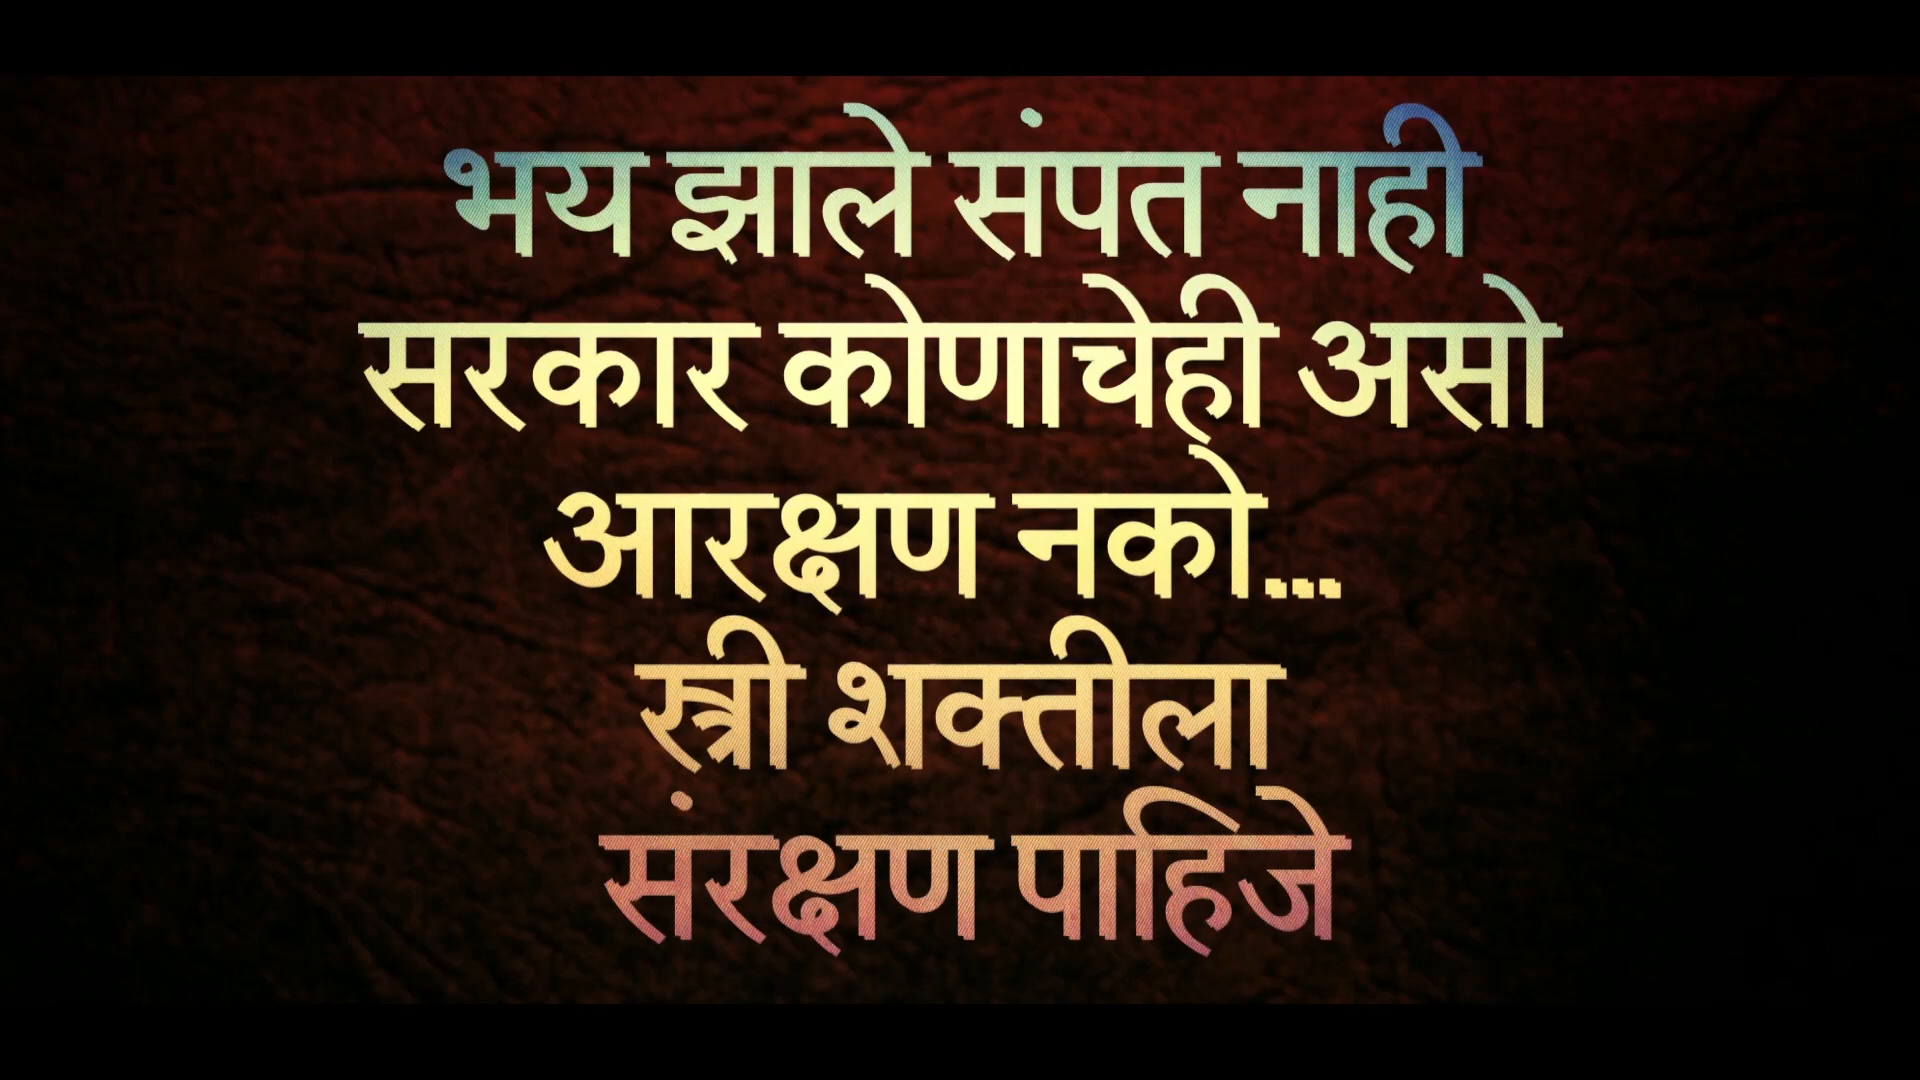 भय झाले संपत नाही
सरकार कोणाचेही असो
आरक्षण नको...
स्त्री शक्तीला
संरक्षण पाहिजे